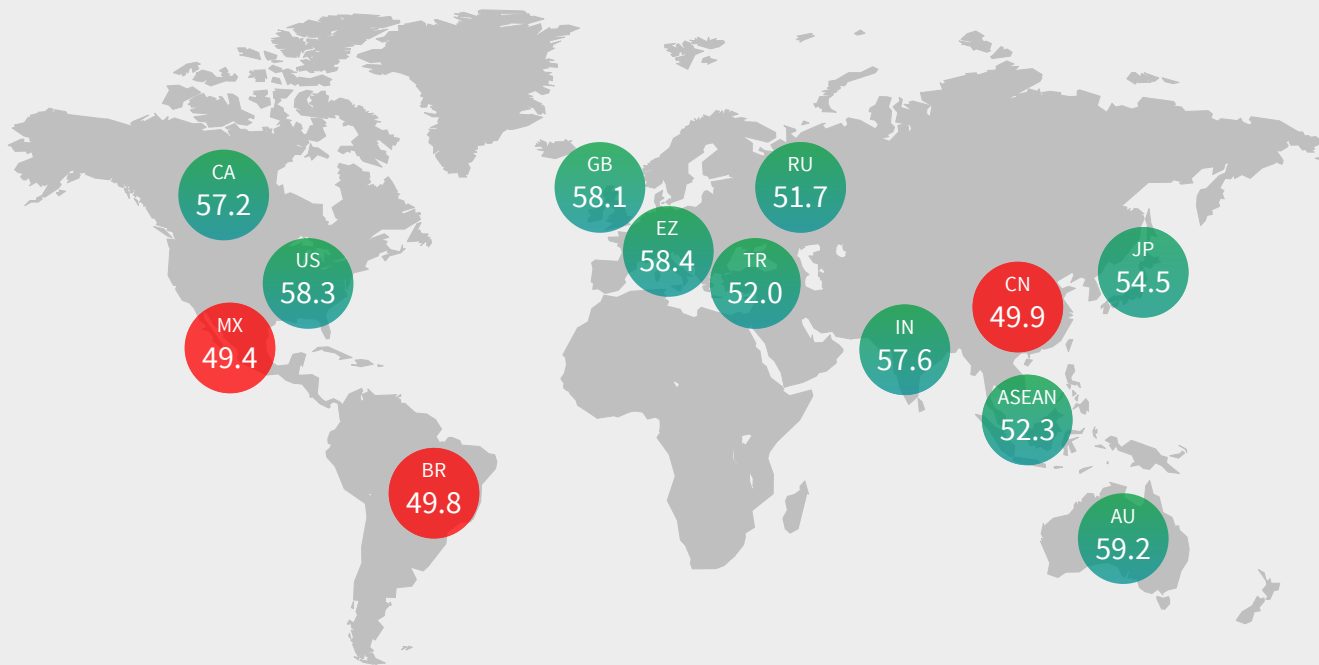 CA
57.2
US
58.3
MX
49.4
BR
49.8
GB
58.1
EZ
58.4
TR
52.0
RU
51.7
IN
57.6
CN
49.9
JP
54.5
ASEAN
52.3
AU
59.2